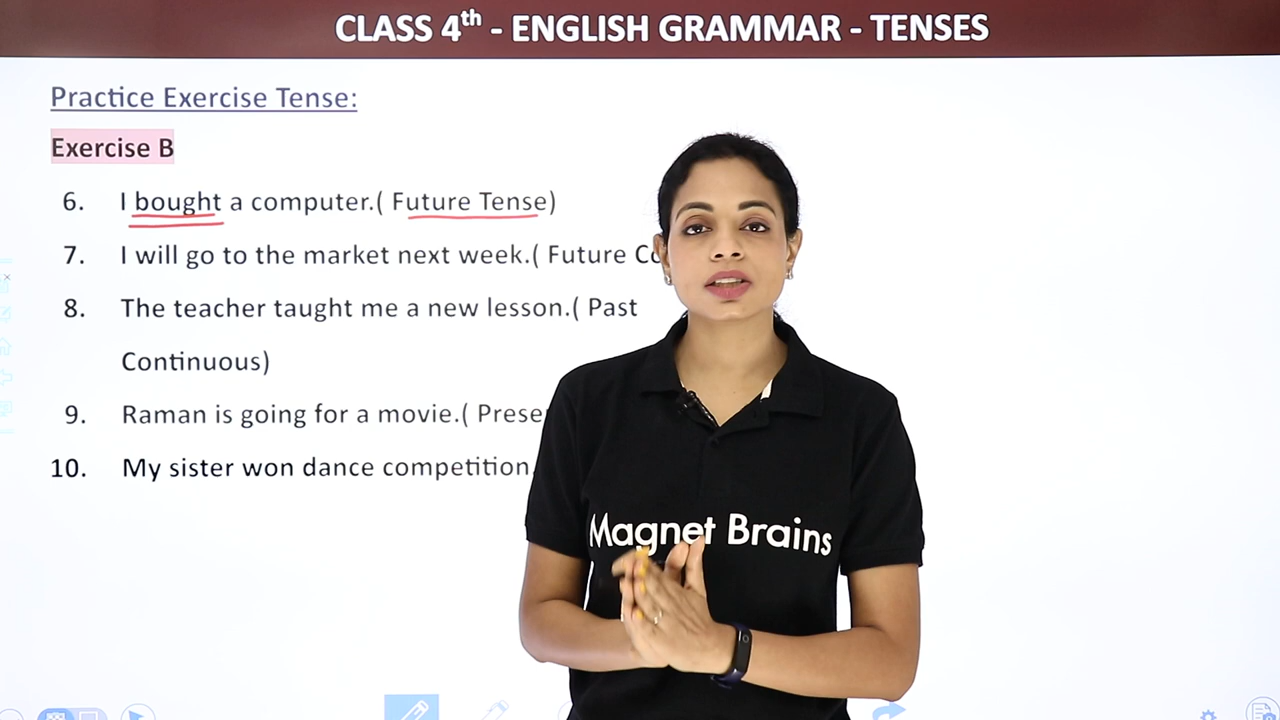 CLASS 4th - ENGLISH GRAMMAR - TENSES
Practice Exercise Tense:
Exercise B
6. I bought a computer.( Future Tense)
7. I will go to the market next week.( Future
8. The teacher taught me a new lesson.( Past
Continuous)
9. Raman is going for a movie.(
10. My sister won dance competition.
Magnet Brains